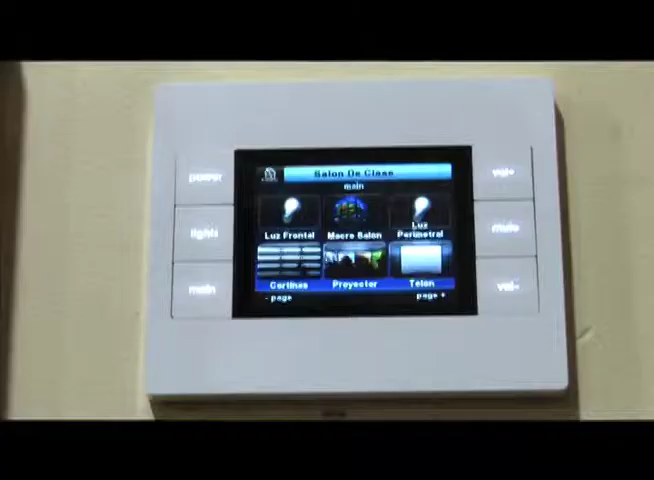 power
lights
main
Salon De Clase
main
Luz Frontal
Macro Salon
Luz
Perimetral
Cortinas
Proyector
Telon
- page
page +
vol+
mute
vol-